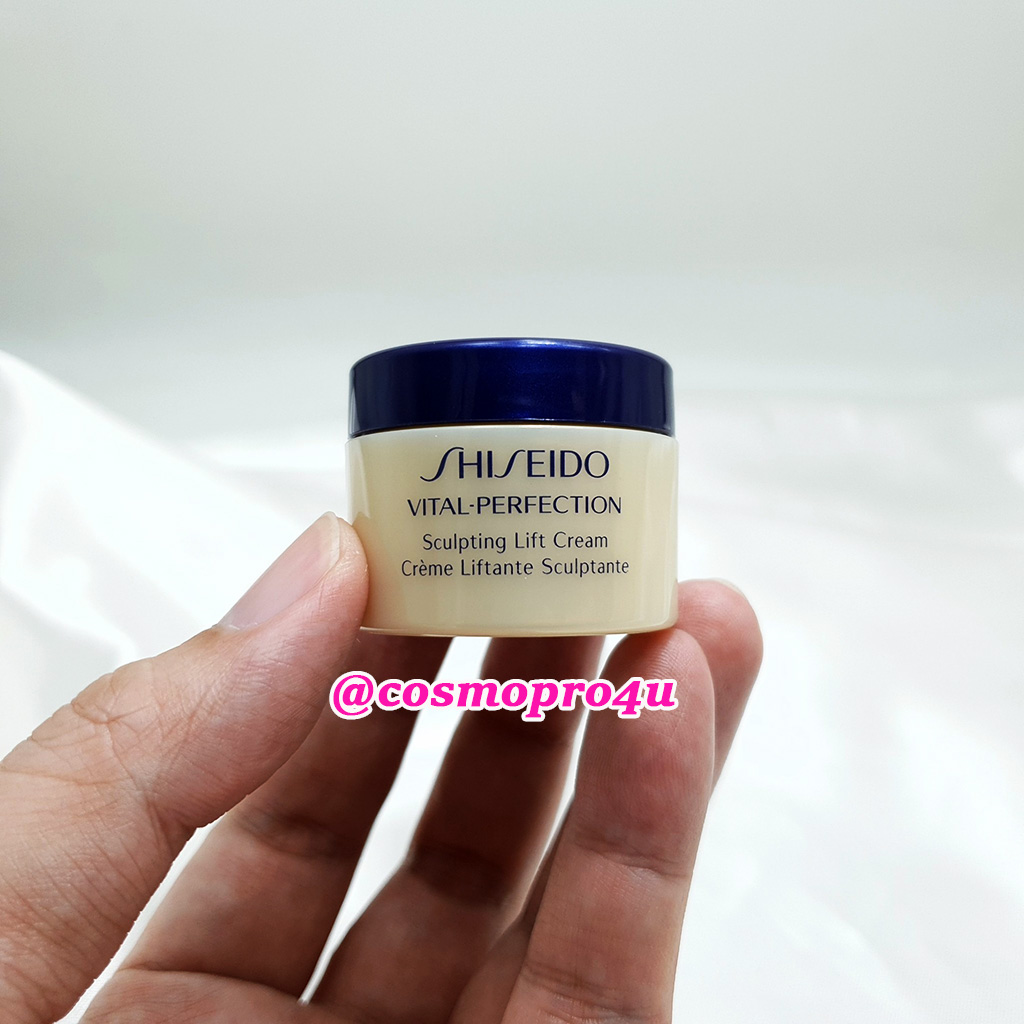 SHISEIDO
VITAL-PERFECTION
Sculpting Lift Cream
Crème Liftante Sculptante
@cosmopro4u